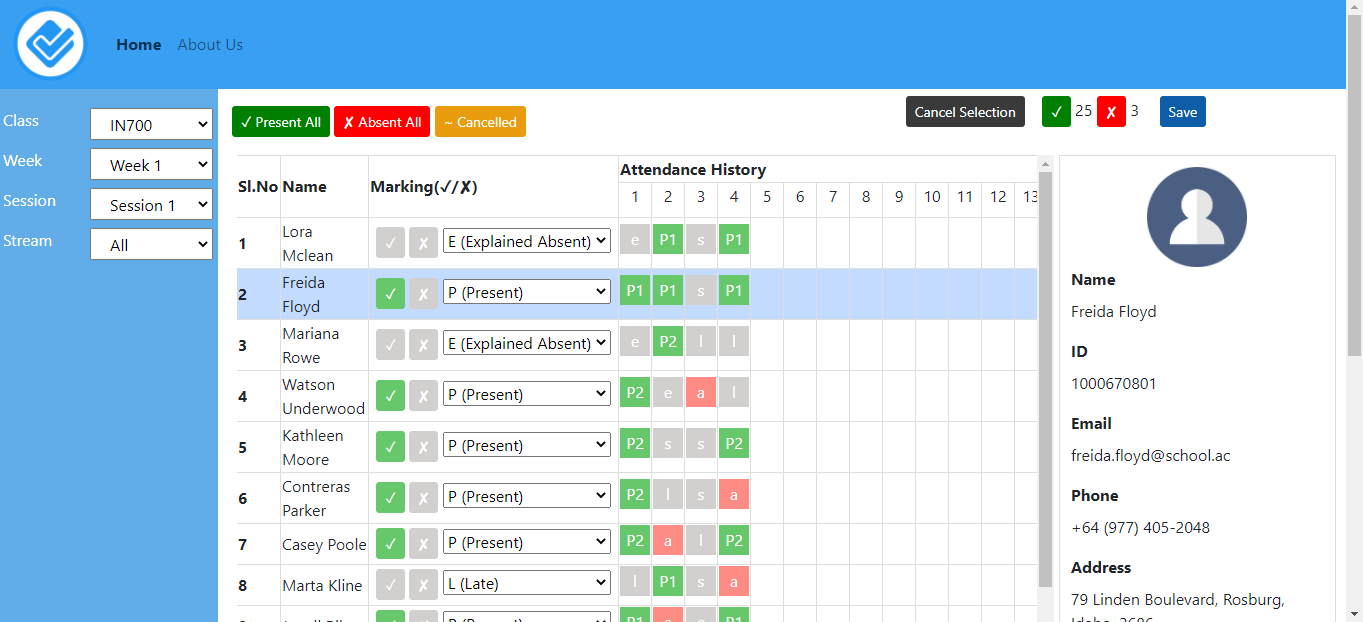 Home About Us
Class IN700
Week Week 1
Session Session 1
Stream All
✓ Present All ✗ Absent All ~ Cancelled Cancel Selection ✓ 25 ✗ 3 Save
Sl.No Name Marking(✓/✗) Attendance History
1 2 3 4 5 6 7 8 9 10 11 12 13
1 Lora Mclean ✓ ✗ E (Explained Absent) e P1 s P1
2 Freida Floyd ✓ ✗ P (Present) P1 P1 s P1
3 Mariana Rowe ✓ ✗ E (Explained Absent) e P2 l l
4 Watson Underwood ✓ ✗ P (Present) P2 e a l
5 Kathleen Moore ✓ ✗ P (Present) P2 s s P2
6 Contreras Parker ✓ ✗ P (Present) P2 l s a
7 Casey Poole ✓ ✗ P (Present) P2 a l P2
8 Marta Kline ✓ ✗ L (Late) l P1 s a
Name
Freida Floyd
ID
1000670801
Email
freida.floyd@school.ac
Phone
+64 (977) 405-2048
Address
79 Linden Boulevard, Rosburg,